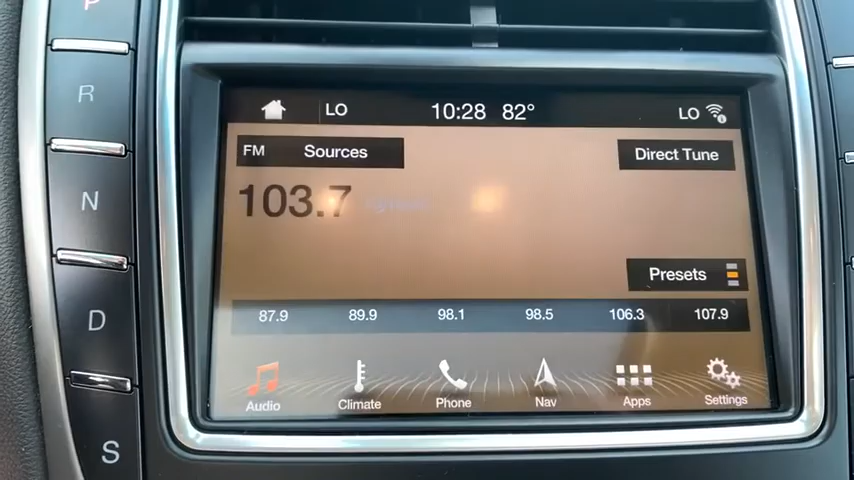 P
R
N
D
S
LO 10:28 82° LO
FM Sources Direct Tune
103.7
Presets
87.9 89.9 98.1 98.5 106.3 107.9
Audio Climate Phone Nav Apps Settings